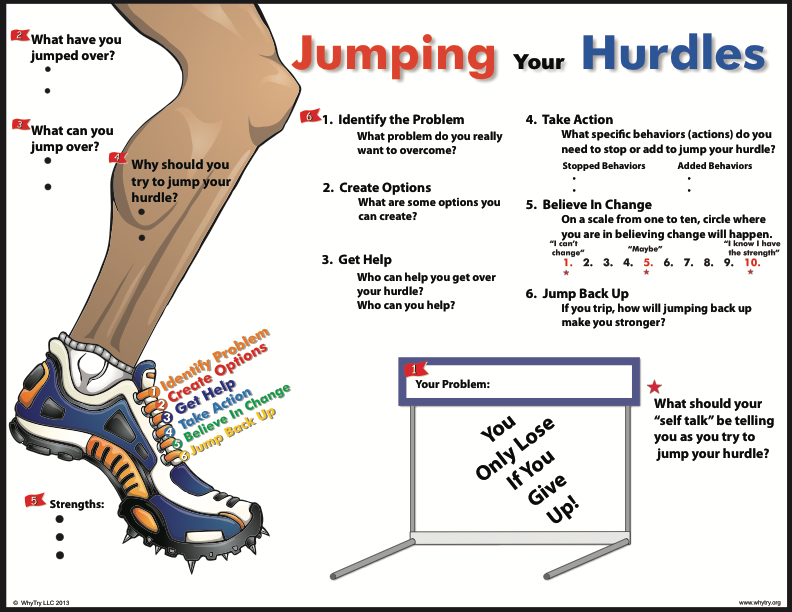 Jumping Your Hurdles
2
What have you
jumped over?
•
•
3
What can you
jump over?
•
•
4
Why should you
try to jump your
hurdle?
•
•
6
1. Identify the Problem
What problem do you really
want to overcome?
2. Create Options
What are some options you
can create?
3. Get Help
Who can help you get over
your hurdle?
Who can you help?
4. Take Action
What specific behaviors (actions) do you
need to stop or add to jump your hurdle?
Stopped Behaviors Added Behaviors
• •
• •
5. Believe In Change
On a scale from one to ten, circle where
you are in believing change will happen.
"I can't
change"
"Maybe"
"I know I have
the strength"
1. 2. 3. 4. 5. 6. 7. 8. 9. 10.
6. Jump Back Up
If you trip, how will jumping back up
make you stronger?
1 Identify Problem
2 Create Options
3 Get Help
4 Take Action
5 Believe In Change
6 Jump Back Up
1
Your Problem:
You
Only Lose
If You
Give
Up!
What should your
"self talk" be telling
you as you try to
jump your hurdle?
5
Strengths:
•
•
•
© WhyTry LLC 2013
www.whytry.org